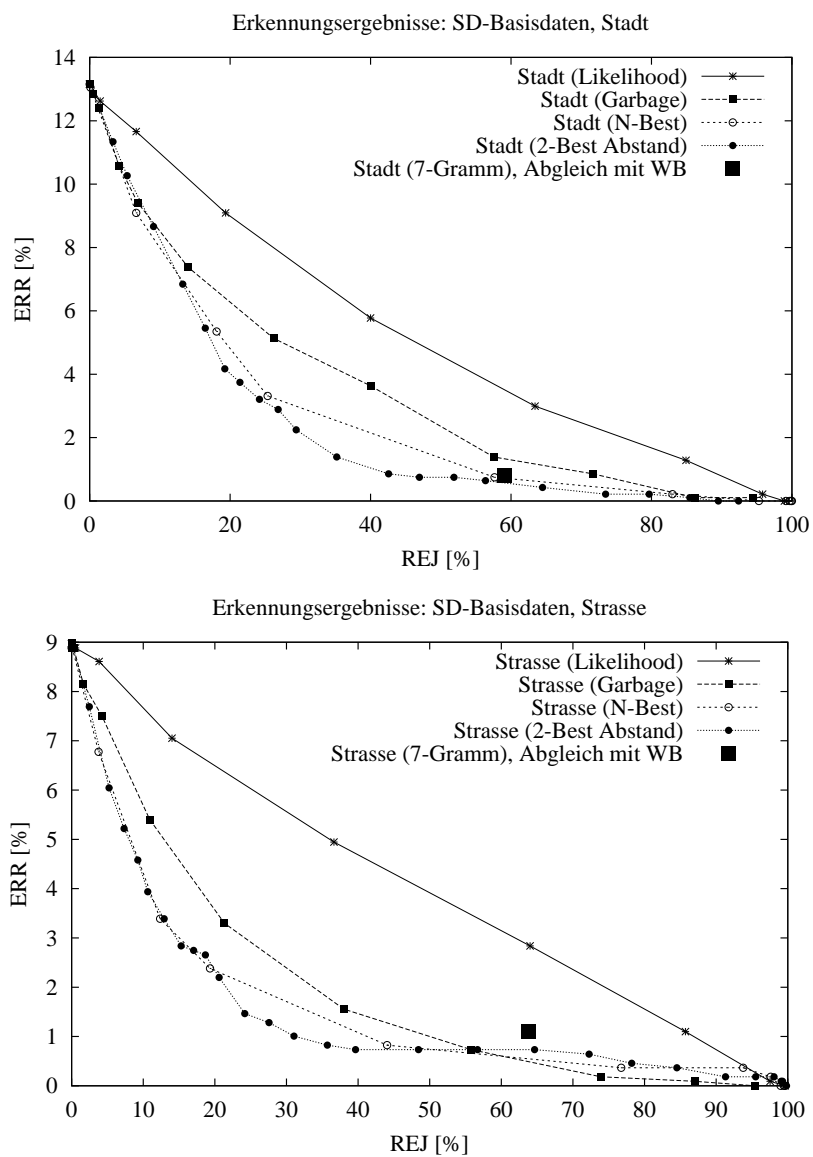 Erkennungsergebnisse: SD-Basisdaten, Stadt
14
12
10
8
6
4
2
0
ERR [%]
Stadt (Likelihood)
Stadt (Garbage)
Stadt (N-Best)
Stadt (2-Best Abstand)
Stadt (7-Gramm), Abgleich mit WB
0 20 40 60 80 100
REJ [%]
Erkennungsergebnisse: SD-Basisdaten, Strasse
9
8
7
6
5
4
3
2
1
0
ERR [%]
Strasse (Likelihood)
Strasse (Garbage)
Strasse (N-Best)
Strasse (2-Best Abstand)
Strasse (7-Gramm), Abgleich mit WB
0 10 20 30 40 50 60 70 80 90 100
REJ [%]